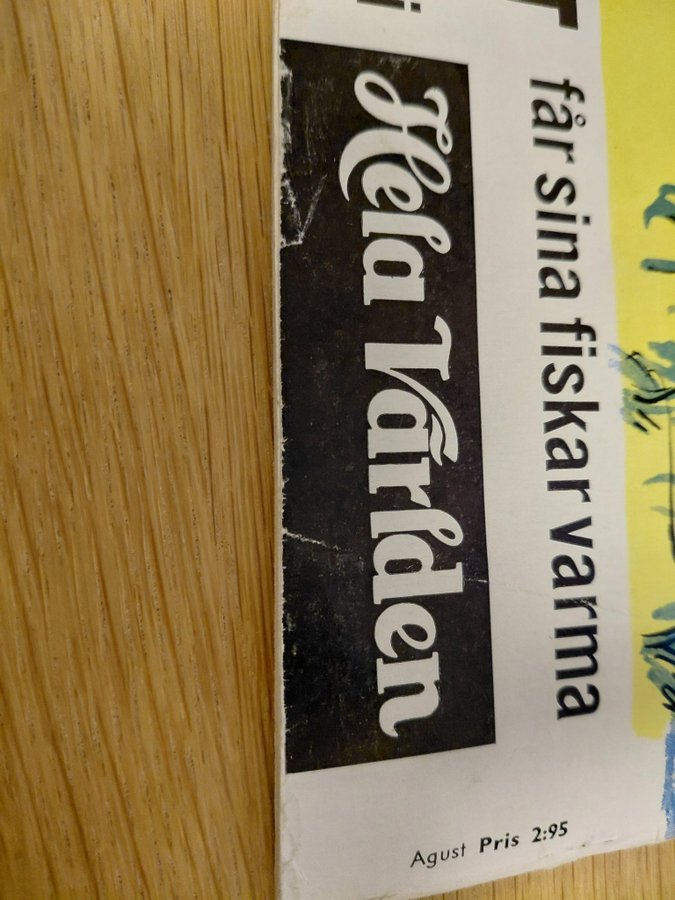 får sina fiskar varma
Hela Världen
Agust Pris 2:95